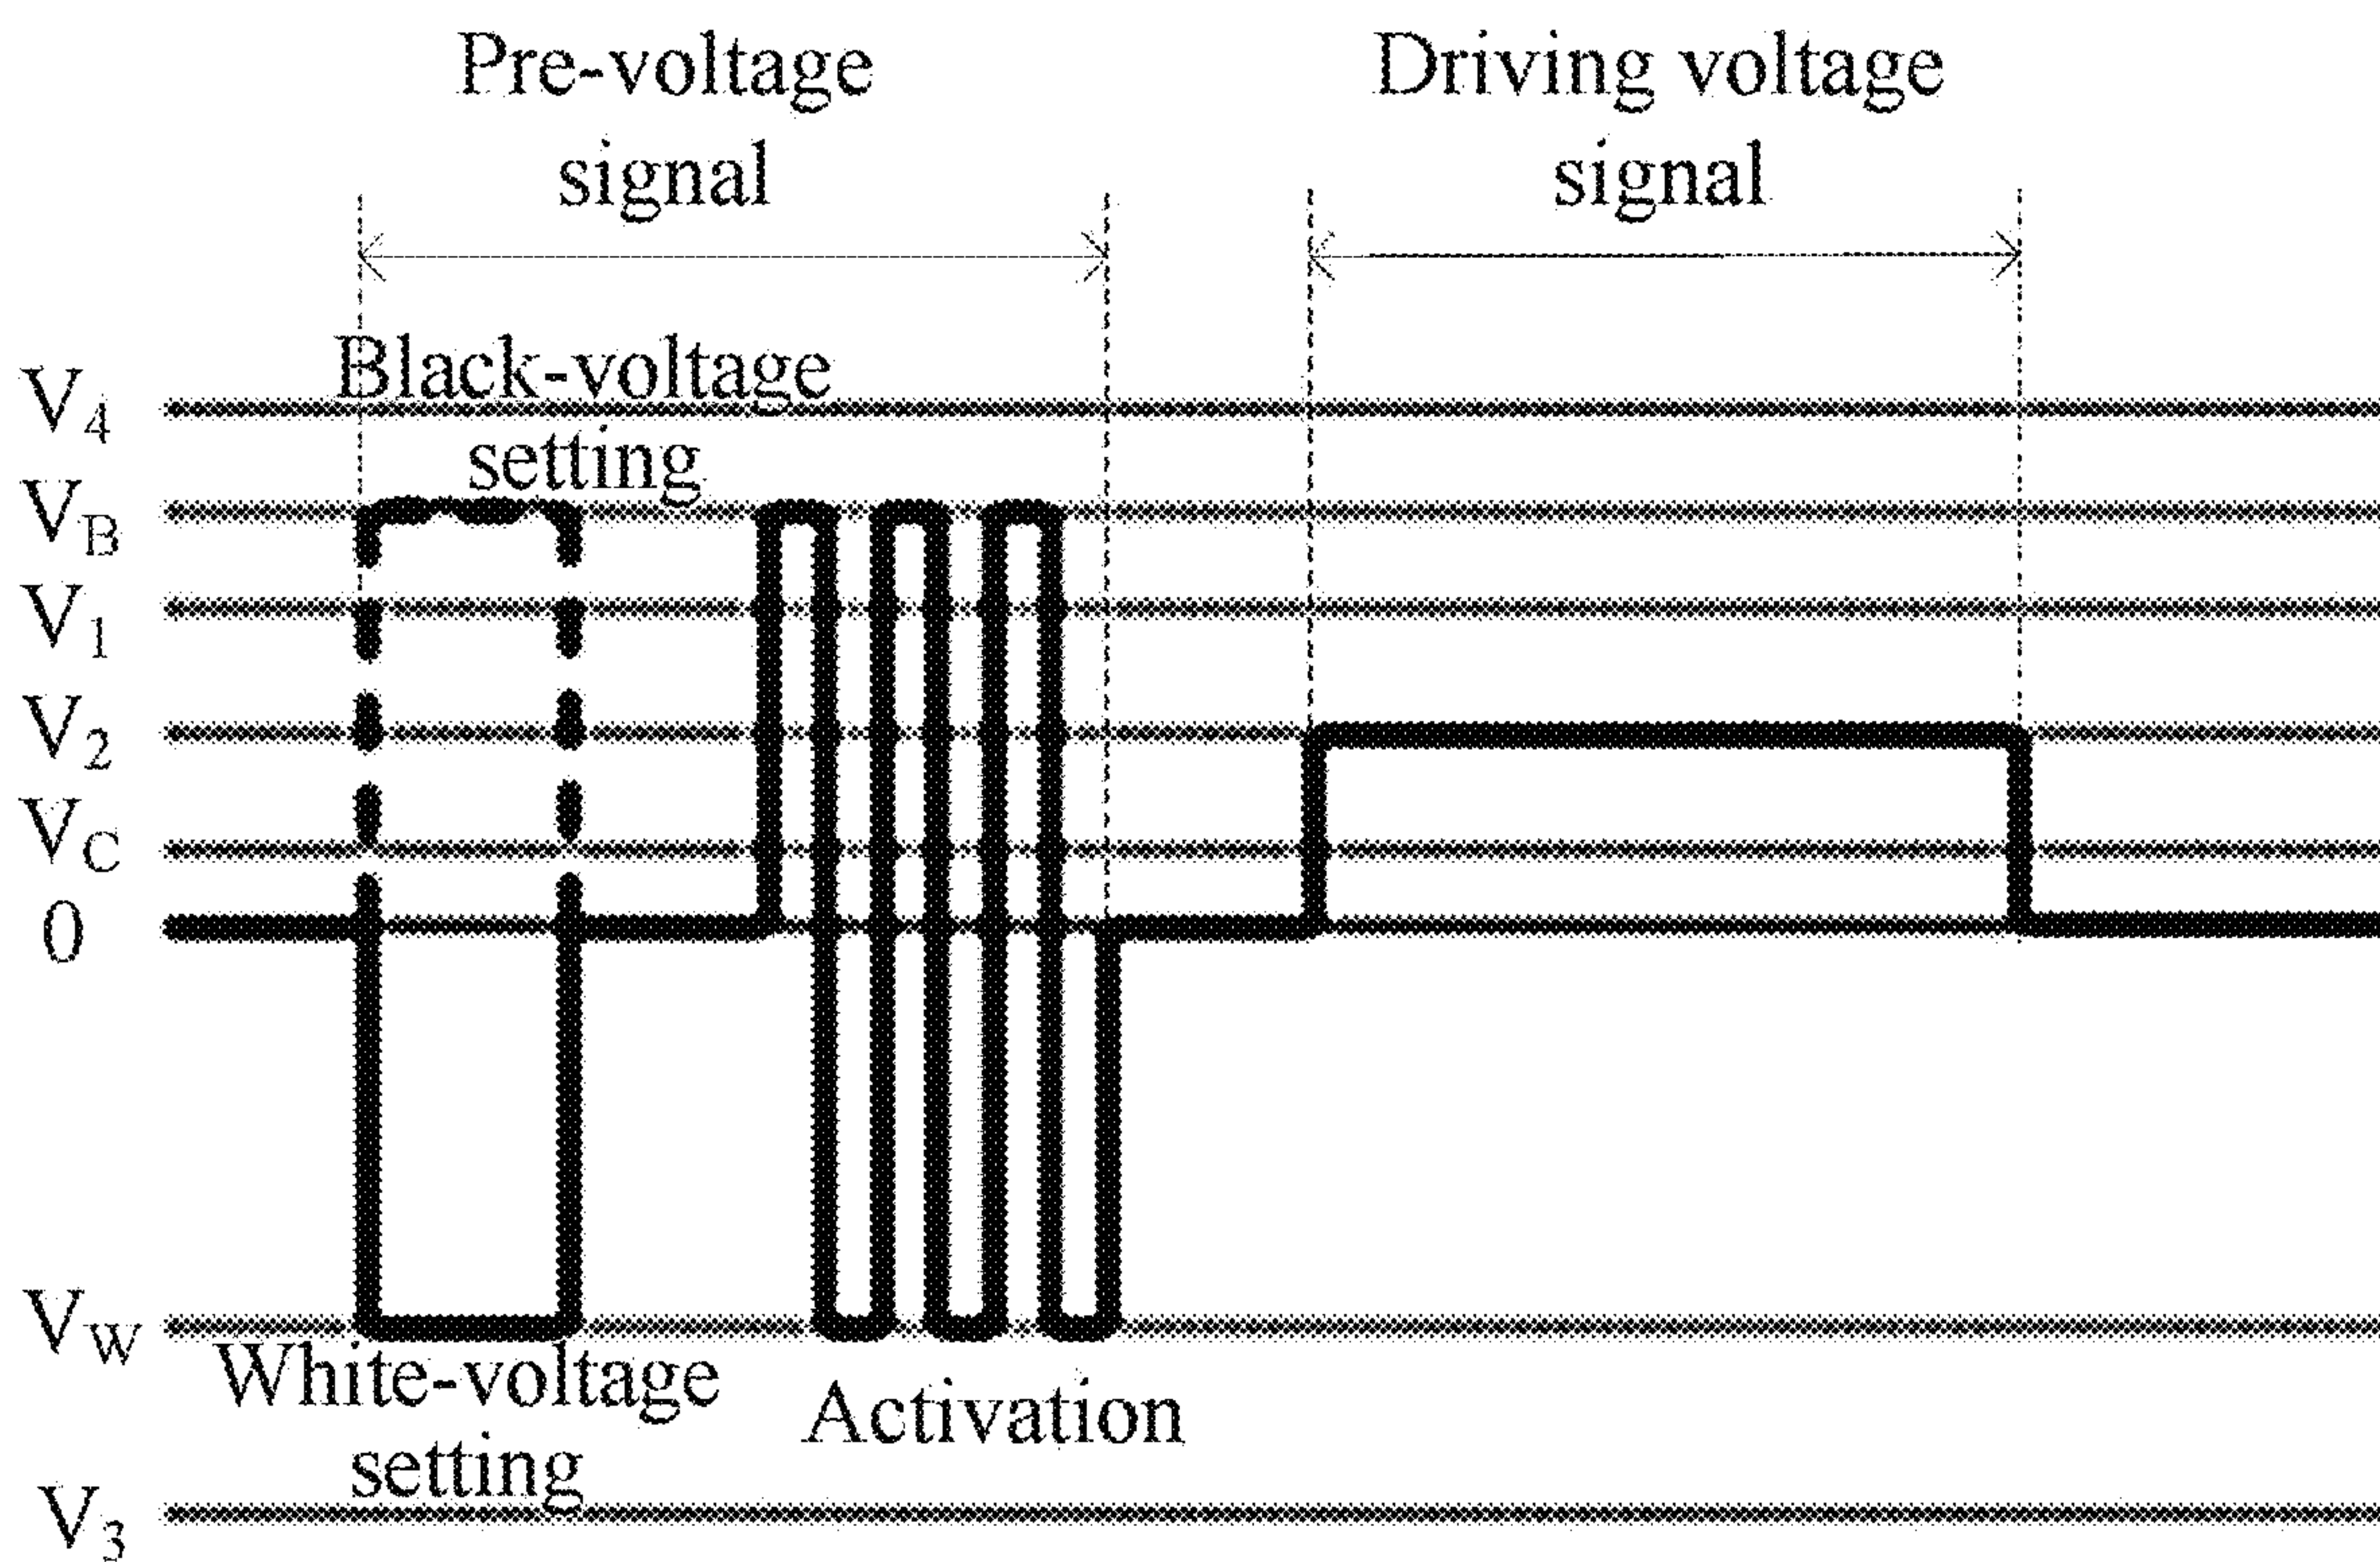 Pre-voltage
signal
Driving voltage
signal
Black-voltage
setting
V4
VB
V1
V2
VC
0
VW
White-voltage
setting
Activation
V3